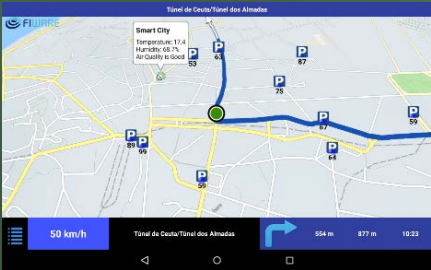 Túnel de Ceuta/Túnel dos Almadas
FIWARE
Smart City
Temperature: 17.4
Humidity: 68.7%
Air Quality is Good
P
53
P
63
P
87
P
75
P
67
P
59
P
89
P
99
P
64
P
59
50 km/h
Túnel de Ceuta/Túnel dos Almadas
554 m
877 m
10:23